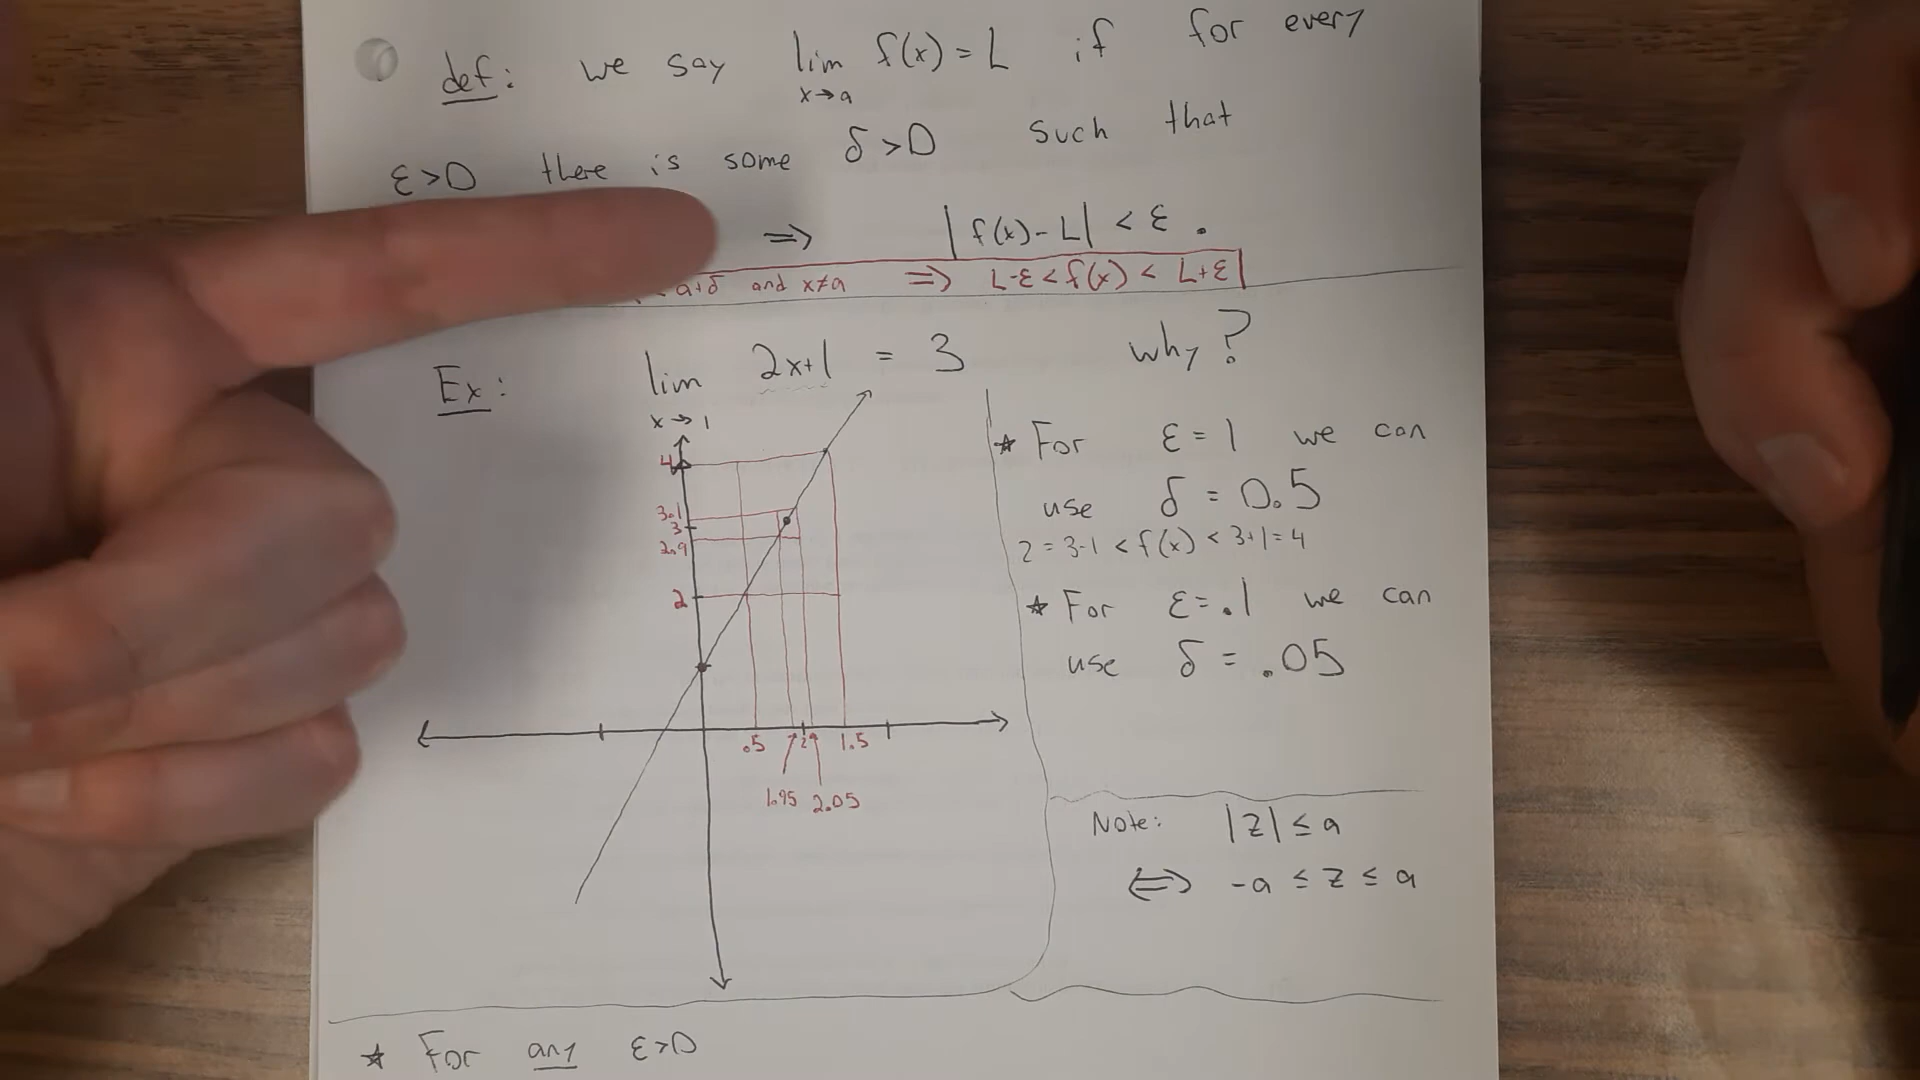 def: we say lim f(x) = L if for every
x→a
ε>0 there is some δ>0 such that
⇒ |f(x)-L| < ε .
a+δ and x≠a ⇒ L-ε < f(x) < L+ε
Ex: lim 2x+1 = 3 why?
x→1
4
3.1
3
2.9
2
.5
1.5
1.95 2.05
★ For ε = 1 we can
use δ = 0.5
2 = 3-1 < f(x) < 3+1 = 4
★ For ε = .1 we can
use δ = .05
Note: |z| ≤ a
⟺ -a ≤ z ≤ a
★ For any ε>0